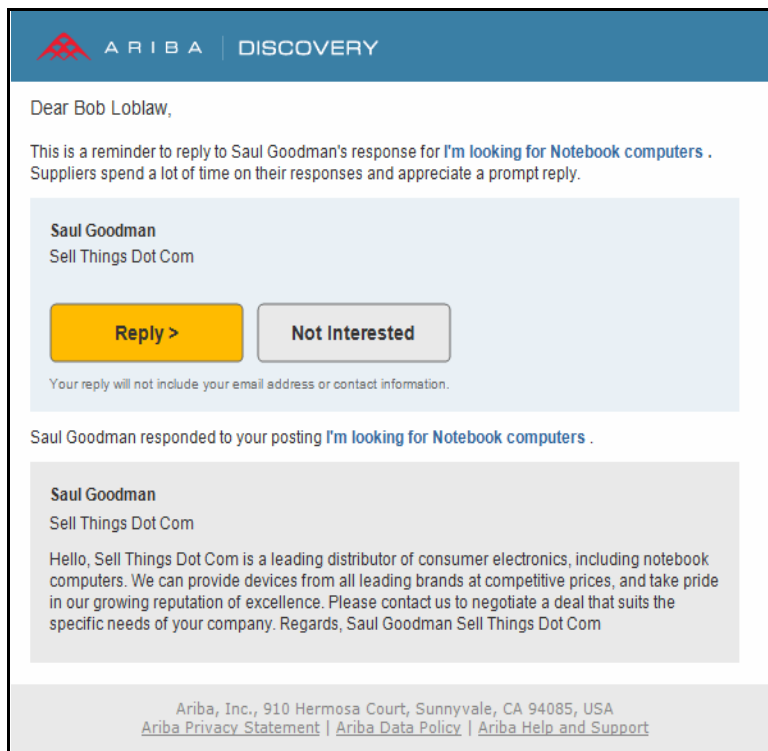 ARIBA | DISCOVERY
Dear Bob Loblaw,
This is a reminder to reply to Saul Goodman's response for I'm looking for Notebook computers .
Suppliers spend a lot of time on their responses and appreciate a prompt reply.
Saul Goodman
Sell Things Dot Com
Reply >
Not Interested
Your reply will not include your email address or contact information.
Saul Goodman responded to your posting I'm looking for Notebook computers .
Saul Goodman
Sell Things Dot Com
Hello, Sell Things Dot Com is a leading distributor of consumer electronics, including notebook
computers. We can provide devices from all leading brands at competitive prices, and take pride
in our growing reputation of excellence. Please contact us to negotiate a deal that suits the
specific needs of your company. Regards, Saul Goodman Sell Things Dot Com
Ariba, Inc., 910 Hermosa Court, Sunnyvale, CA 94085, USA
Ariba Privacy Statement | Ariba Data Policy | Ariba Help and Support